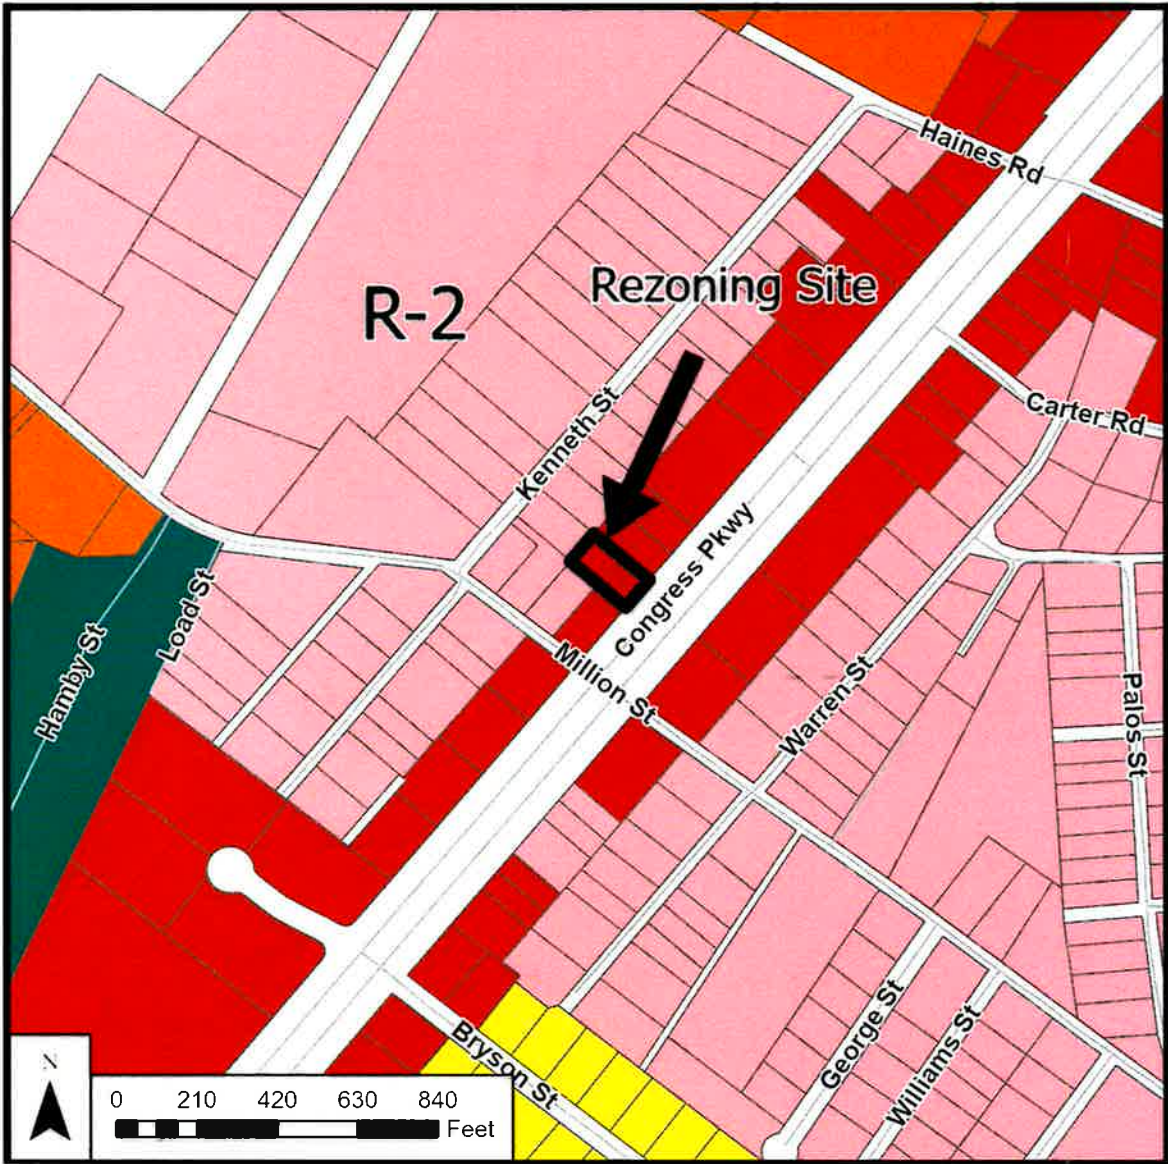 Haines Rd
Rezoning Site
R-2
Carter Rd
Kenneth St
Congress Pkwy
Load St
Hamby St
Million St
Warren St
Palos St
George St
Williams St
Bryson St
N
0 210 420 630 840
Feet